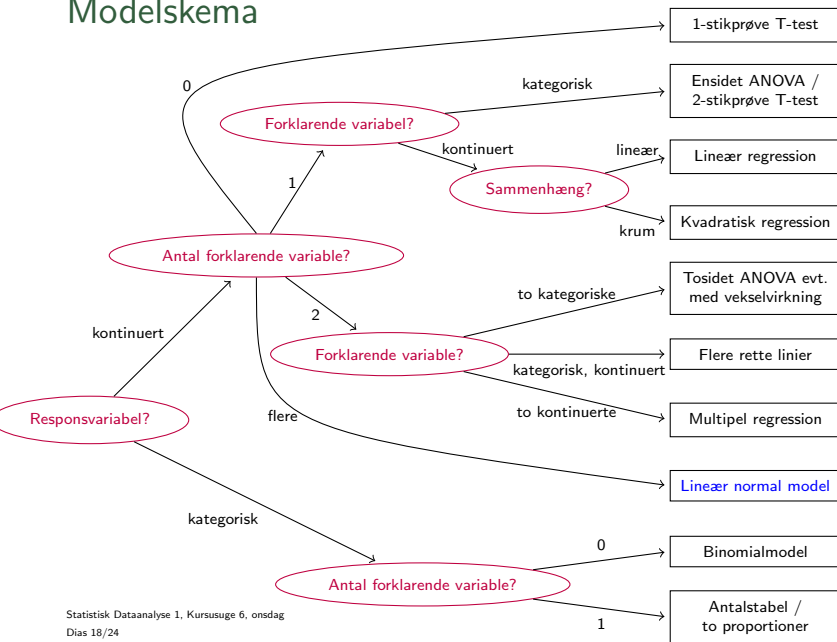 Modelskema
1-stikprøve T-test
0
kategorisk
Ensidet ANOVA /
2-stikprøve T-test
Forklarende variabel?
kontinuert
lineær
Lineær regression
1
Sammenhæng?
krum
Kvadratisk regression
Antal forklarende variable?
to kategoriske
Tosidet ANOVA evt.
med vekselvirkning
2
kontinuert
Forklarende variable?
Flere rette linier
kategorisk, kontinuert
to kontinuerte
Responsvariabel?
flere
Multipel regression
Lineær normal model
kategorisk
0
Binomialmodel
Antal forklarende variable?
1
Antalstabel /
to proportioner
Statistisk Dataanalyse 1, Kursusuge 6, onsdag
Dias 18/24